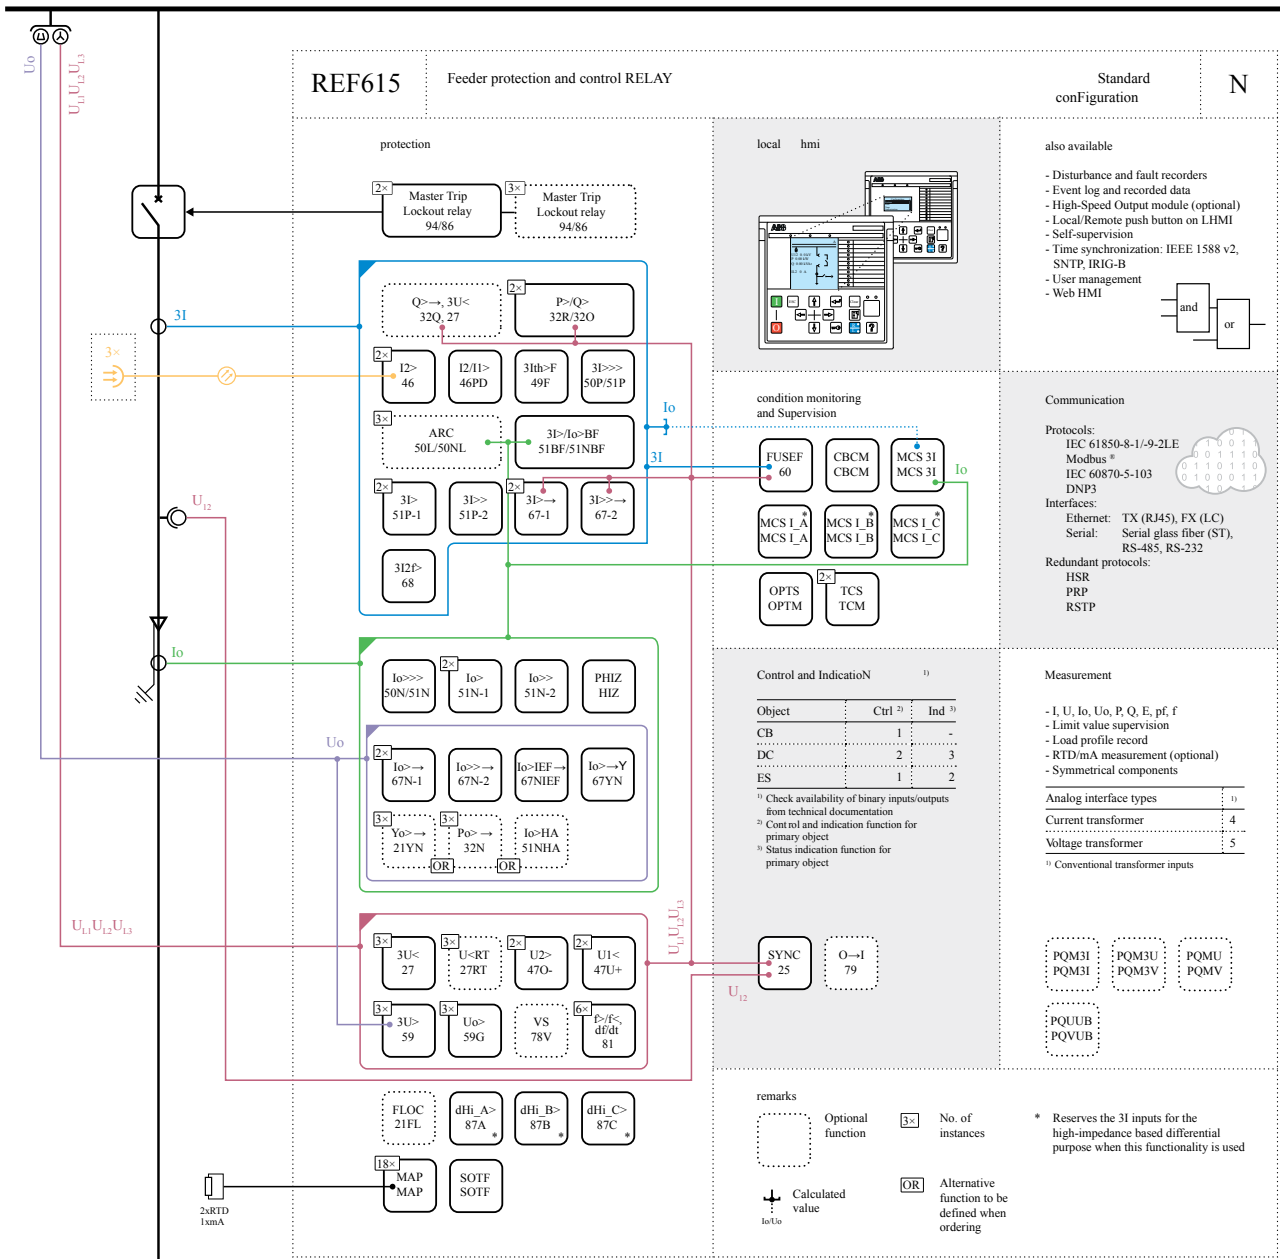 Uo
U_L1U_L2U_L3
REF615
Feeder protection and control RELAY
Standard
conFiguration
N
protection
2×
Master Trip
Lockout relay
94/86
3×
Master Trip
Lockout relay
94/86
3I
Q>→, 3U<
32Q, 27
2×
P>/Q>
32R/32O
3×
2×
I2>
46
I2/I1>
46PD
3Ith>F
49F
3I>>>
50P/51P
3×
ARC
50L/50NL
3I>/Io>BF
51BF/51NBF
Io
3I
2×
3I>
51P-1
3I>>
51P-2
2×
3I>→
67-1
3I>>→
67-2
U_12
3I2f>
68
Io
Io>>>
50N/51N
2×
Io>
51N-1
Io>>
51N-2
PHIZ
HIZ
Uo
2×
Io>→
67N-1
Io>>→
67N-2
Io>IEF→
67NIEF
Io>→Y
67YN
3×
Yo>→
21YN
OR
3×
Po>→
32N
OR
Io>HA
51NHA
U_L1U_L2U_L3
U_L1U_L2U_L3
3×
3U<
27
3×
U<RT
27RT
2×
U2>
47O-
2×
U1<
47U+
3×
3U>
59
3×
Uo>
59G
VS
78V
6×
f>/f<,
df/dt
81
FLOC
21FL
dHi_A>
87A
*
dHi_B>
87B
*
dHi_C>
87C
*
2xRTD
1xmA
18×
MAP
MAP
SOTF
SOTF
local hmi
ABB
ABB
condition monitoring
and Supervision
FUSEF
60
CBCM
CBCM
MCS 3I
MCS 3I
Io
MCS I_A
MCS I_A
*
MCS I_B
MCS I_B
*
MCS I_C
MCS I_C
*
OPTS
OPTM
2×
TCS
TCM
Control and IndicatioN 1)
Object Ctrl 2) Ind 3)
CB 1 -
DC 2 3
ES 1 2
1) Check availability of binary inputs/outputs
from technical documentation
2) Control and indication function for
primary object
3) Status indication function for
primary object
SYNC
25
O→I
79
U_12
also available
- Disturbance and fault recorders
- Event log and recorded data
- High-Speed Output module (optional)
- Local/Remote push button on LHMI
- Self-supervision
- Time synchronization: IEEE 1588 v2,
SNTP, IRIG-B
- User management
- Web HMI
and
or
Communication
Protocols:
IEC 61850-8-1/-9-2LE
Modbus ®
IEC 60870-5-103
DNP3
Interfaces:
Ethernet: TX (RJ45), FX (LC)
Serial: Serial glass fiber (ST),
RS-485, RS-232
Redundant protocols:
HSR
PRP
RSTP
Measurement
- I, U, Io, Uo, P, Q, E, pf, f
- Limit value supervision
- Load profile record
- RTD/mA measurement (optional)
- Symmetrical components
Analog interface types 1)
Current transformer 4
Voltage transformer 5
1) Conventional transformer inputs
PQM3I
PQM3I
PQM3U
PQM3V
PQMU
PQMV
PQUUB
PQVUB
remarks
Optional
function
3×
No. of
instances
* Reserves the 3I inputs for the
high-impedance based differential
purpose when this functionality is used
Io/Uo
Calculated
value
OR
Alternative
function to be
defined when
ordering